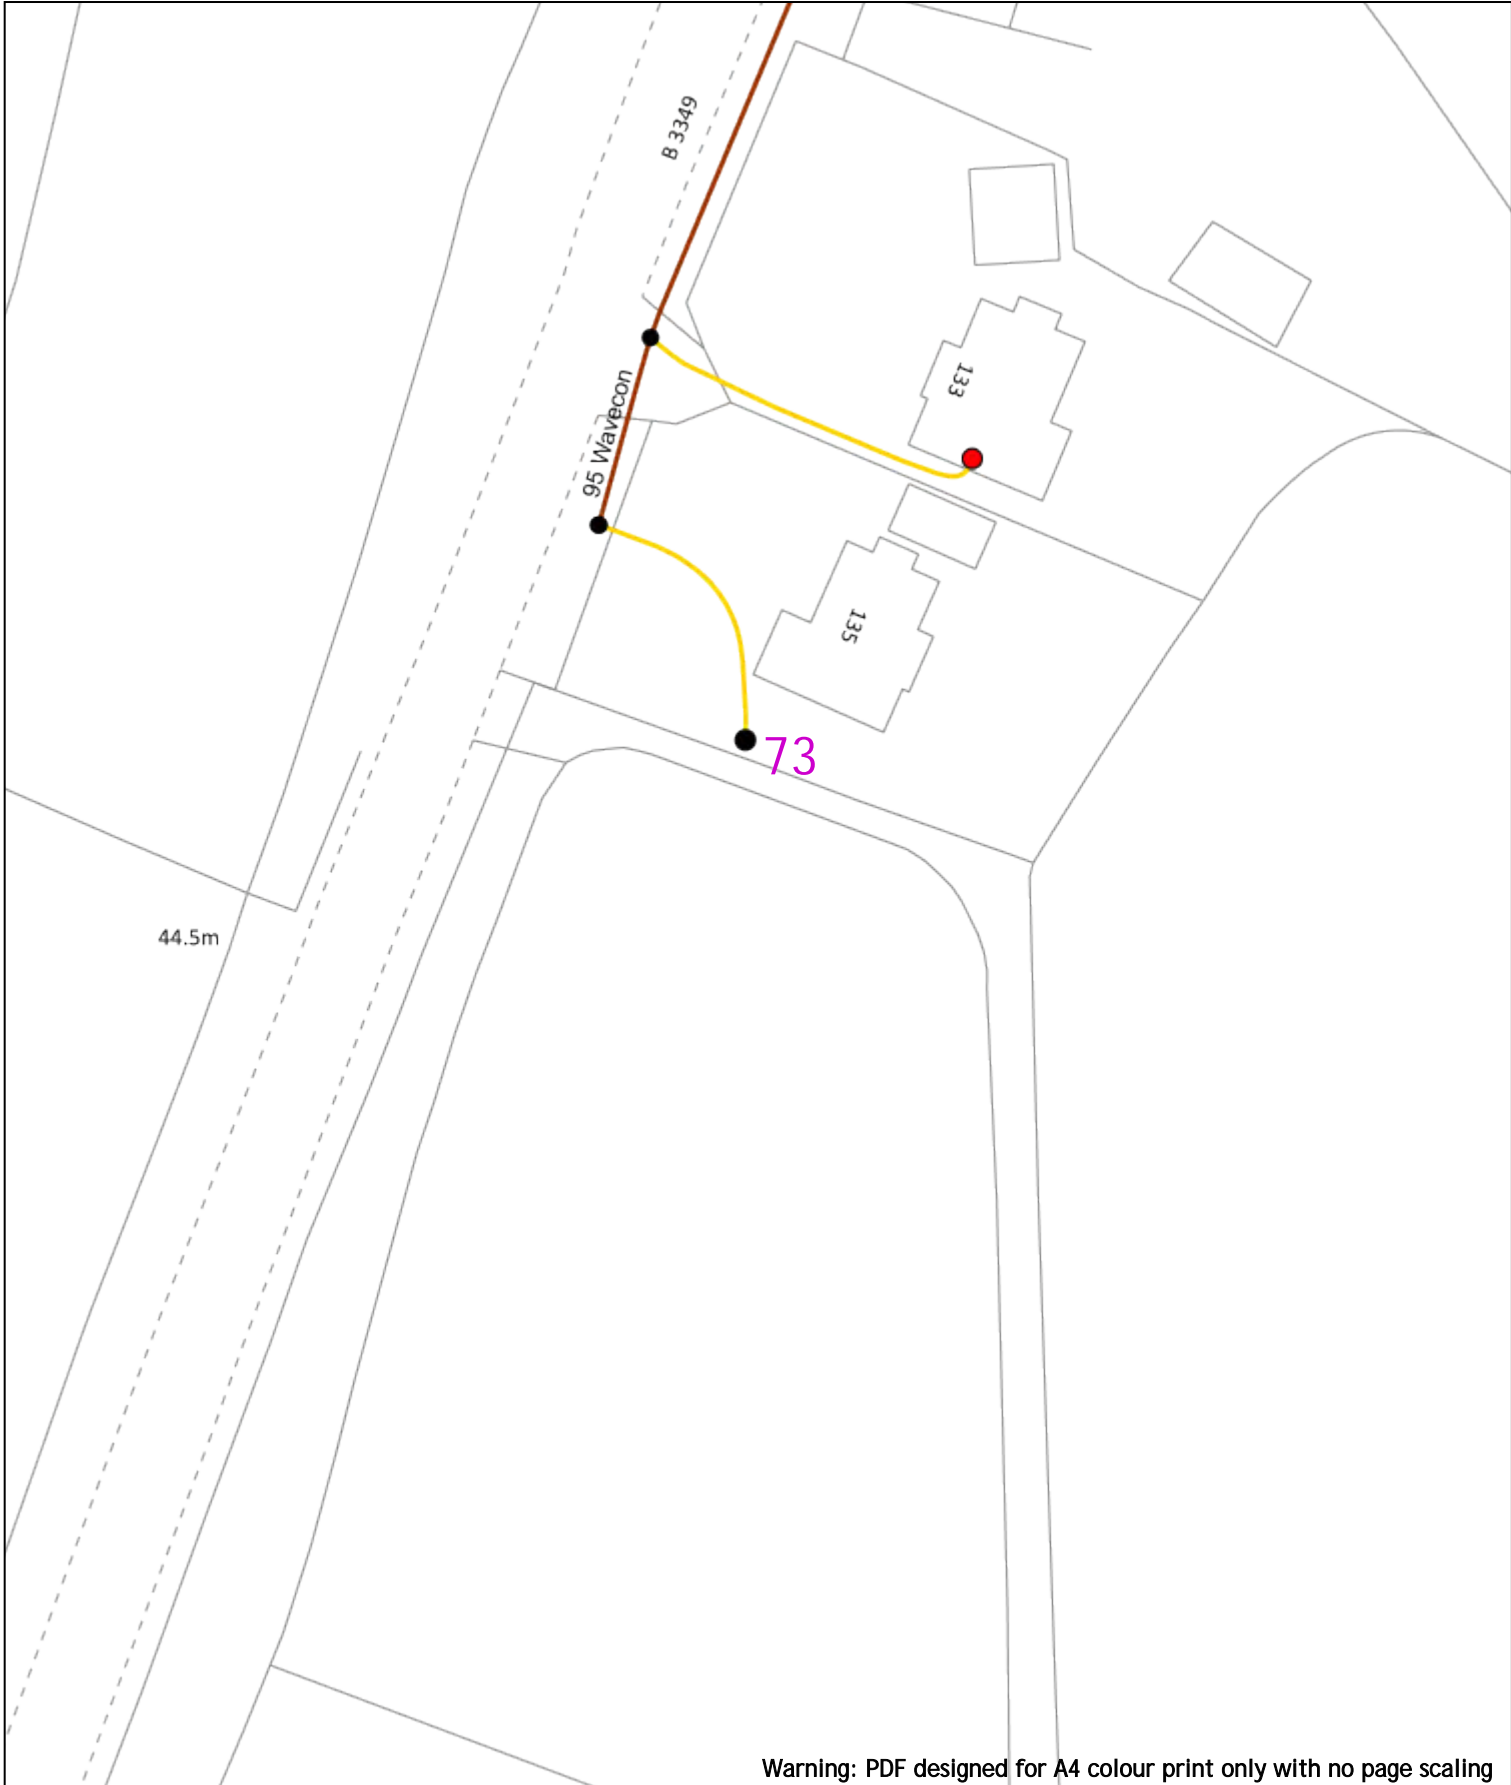 B 3349
133
95 Wavecon
135
73
44.5m
Warning: PDF designed for A4 colour print only with no page scaling